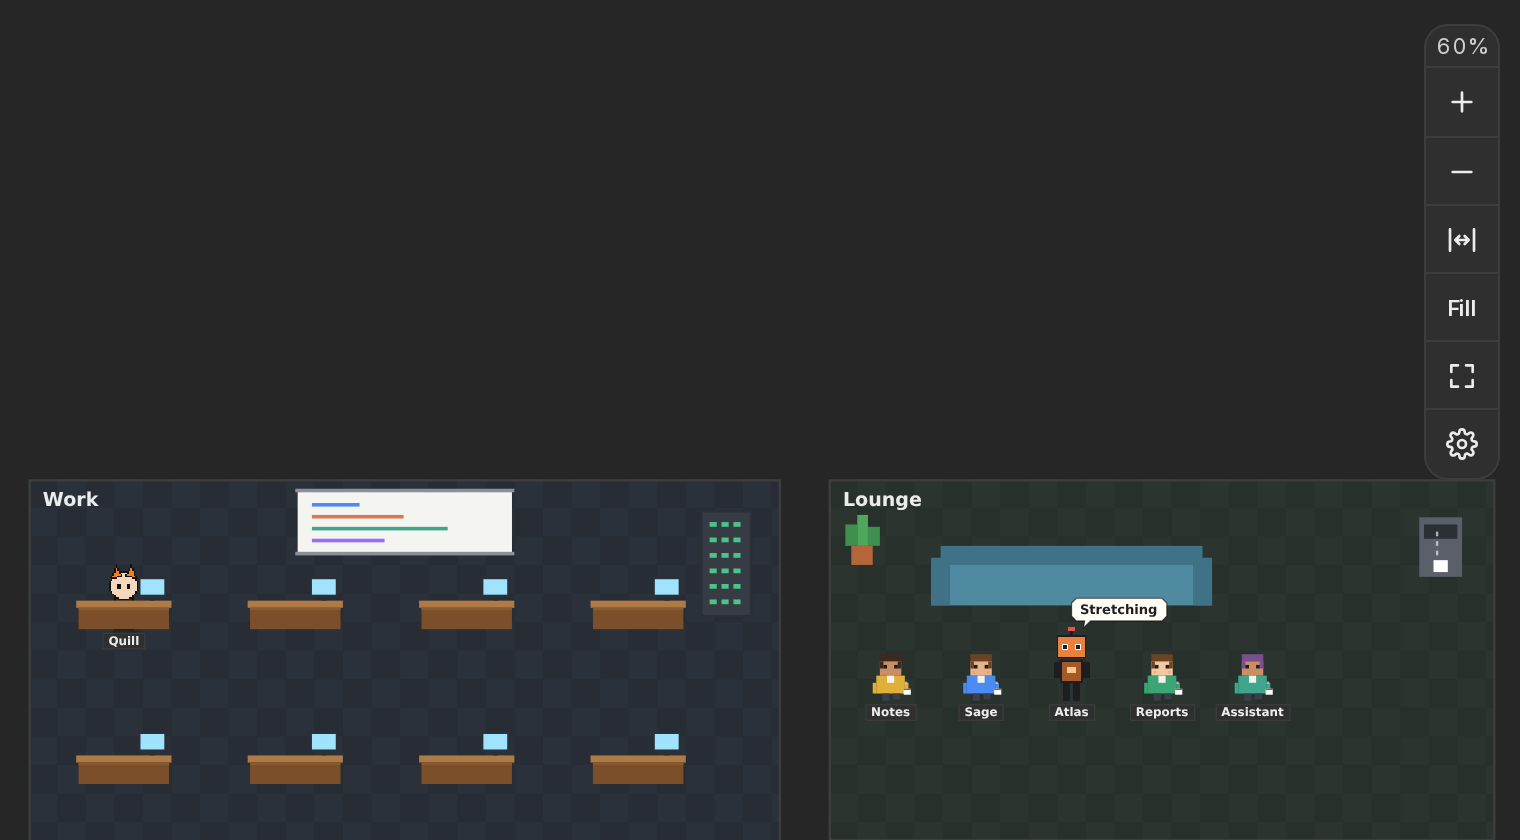 60%
Fill
Work
Lounge
Stretching
Quill
Notes
Sage
Atlas
Reports
Assistant